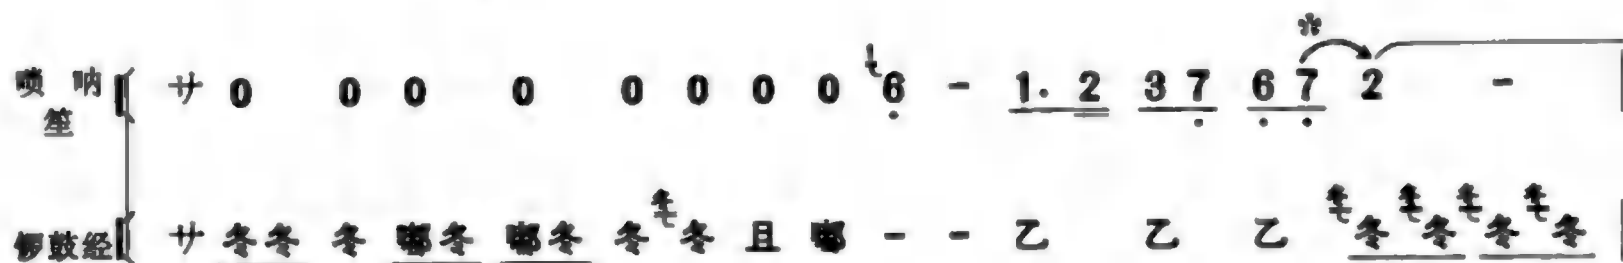 唢呐 サ 0 0 0 0 0 0 0 0 6 - 1. 2 3 7 6 7 2 -
笙
锣鼓经 サ 冬冬 冬 嘟冬 嘟冬 冬 冬 且 嘟 - - 乙 乙 乙 冬 冬 冬 冬